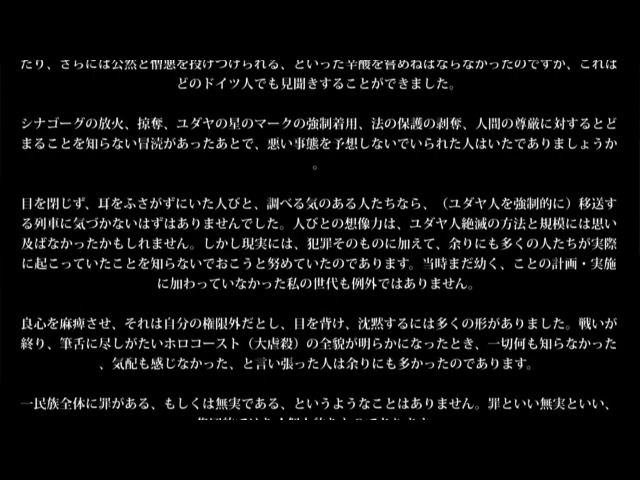 たり、さらには公然と憎悪を投げつけられる、といった辛酸を嘗めねばならなかったのですが、これは
どのドイツ人でも見聞きすることができました。
シナゴーグの放火、掠奪、ユダヤの星のマークの強制着用、法の保護の剥奪、人間の尊厳に対するとど
まることを知らない冒涜があったあとで、悪い事態を予想しないでいられた人はいたでありましょうか
。
目を閉じず、耳をふさがずにいた人びと、調べる気のある人たちなら、（ユダヤ人を強制的に）移送す
る列車に気づかないはずはありませんでした。人びとの想像力は、ユダヤ人絶滅の方法と規模には思い
及ばなかったかもしれません。しかし現実には、犯罪そのものに加えて、余りにも多くの人たちが実際
に起こっていたことを知らないでおこうと努めていたのであります。当時まだ幼く、ことの計画・実施
に加わっていなかった私の世代も例外ではありません。
良心を麻痺させ、それは自分の権限外だとし、目を背け、沈黙するには多くの形がありました。戦いが
終り、筆舌に尽しがたいホロコースト（大虐殺）の全貌が明らかになったとき、一切何も知らなかった
、気配も感じなかった、と言い張った人は余りにも多かったのであります。
一民族全体に罪がある、もしくは無実である、というようなことはありません。罪といい無実といい、